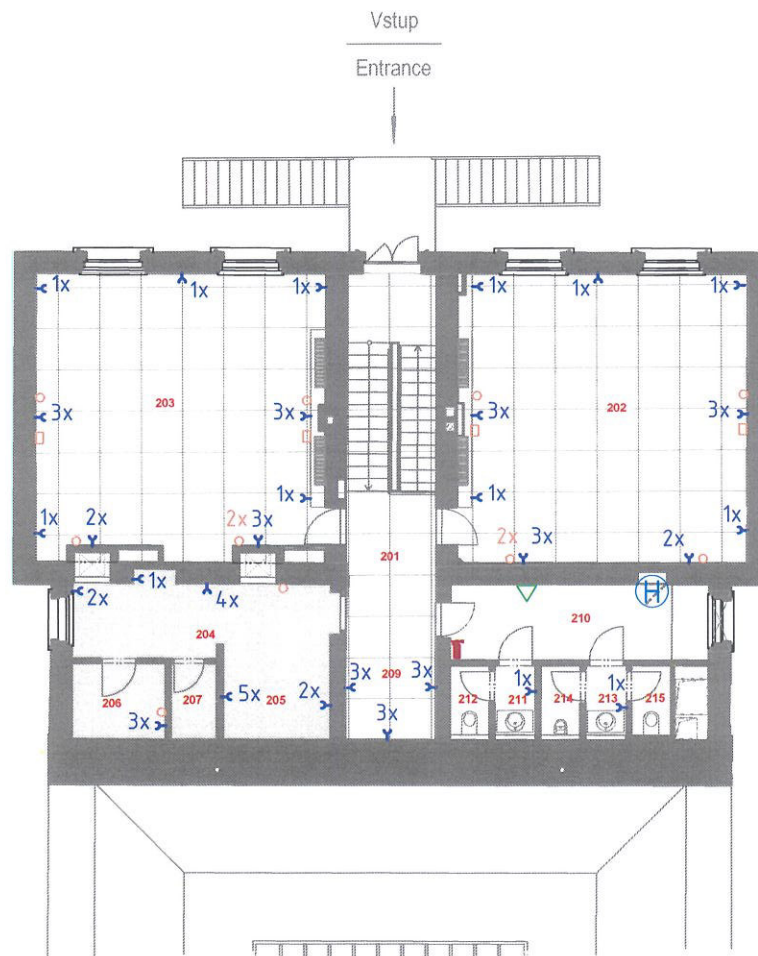 Vstup
Entrance
1x 1x 1x 1x 1x
3x 203 3x 3x 202 3x
1x 1x 1x
2x 2x 3x 2x 3x 2x
201
2x 1x 4x H
204 210
3x 209 3x
206 207 5x 205 2x 212 1x 211 214 1x 213 215
3x 3x
1x
1x